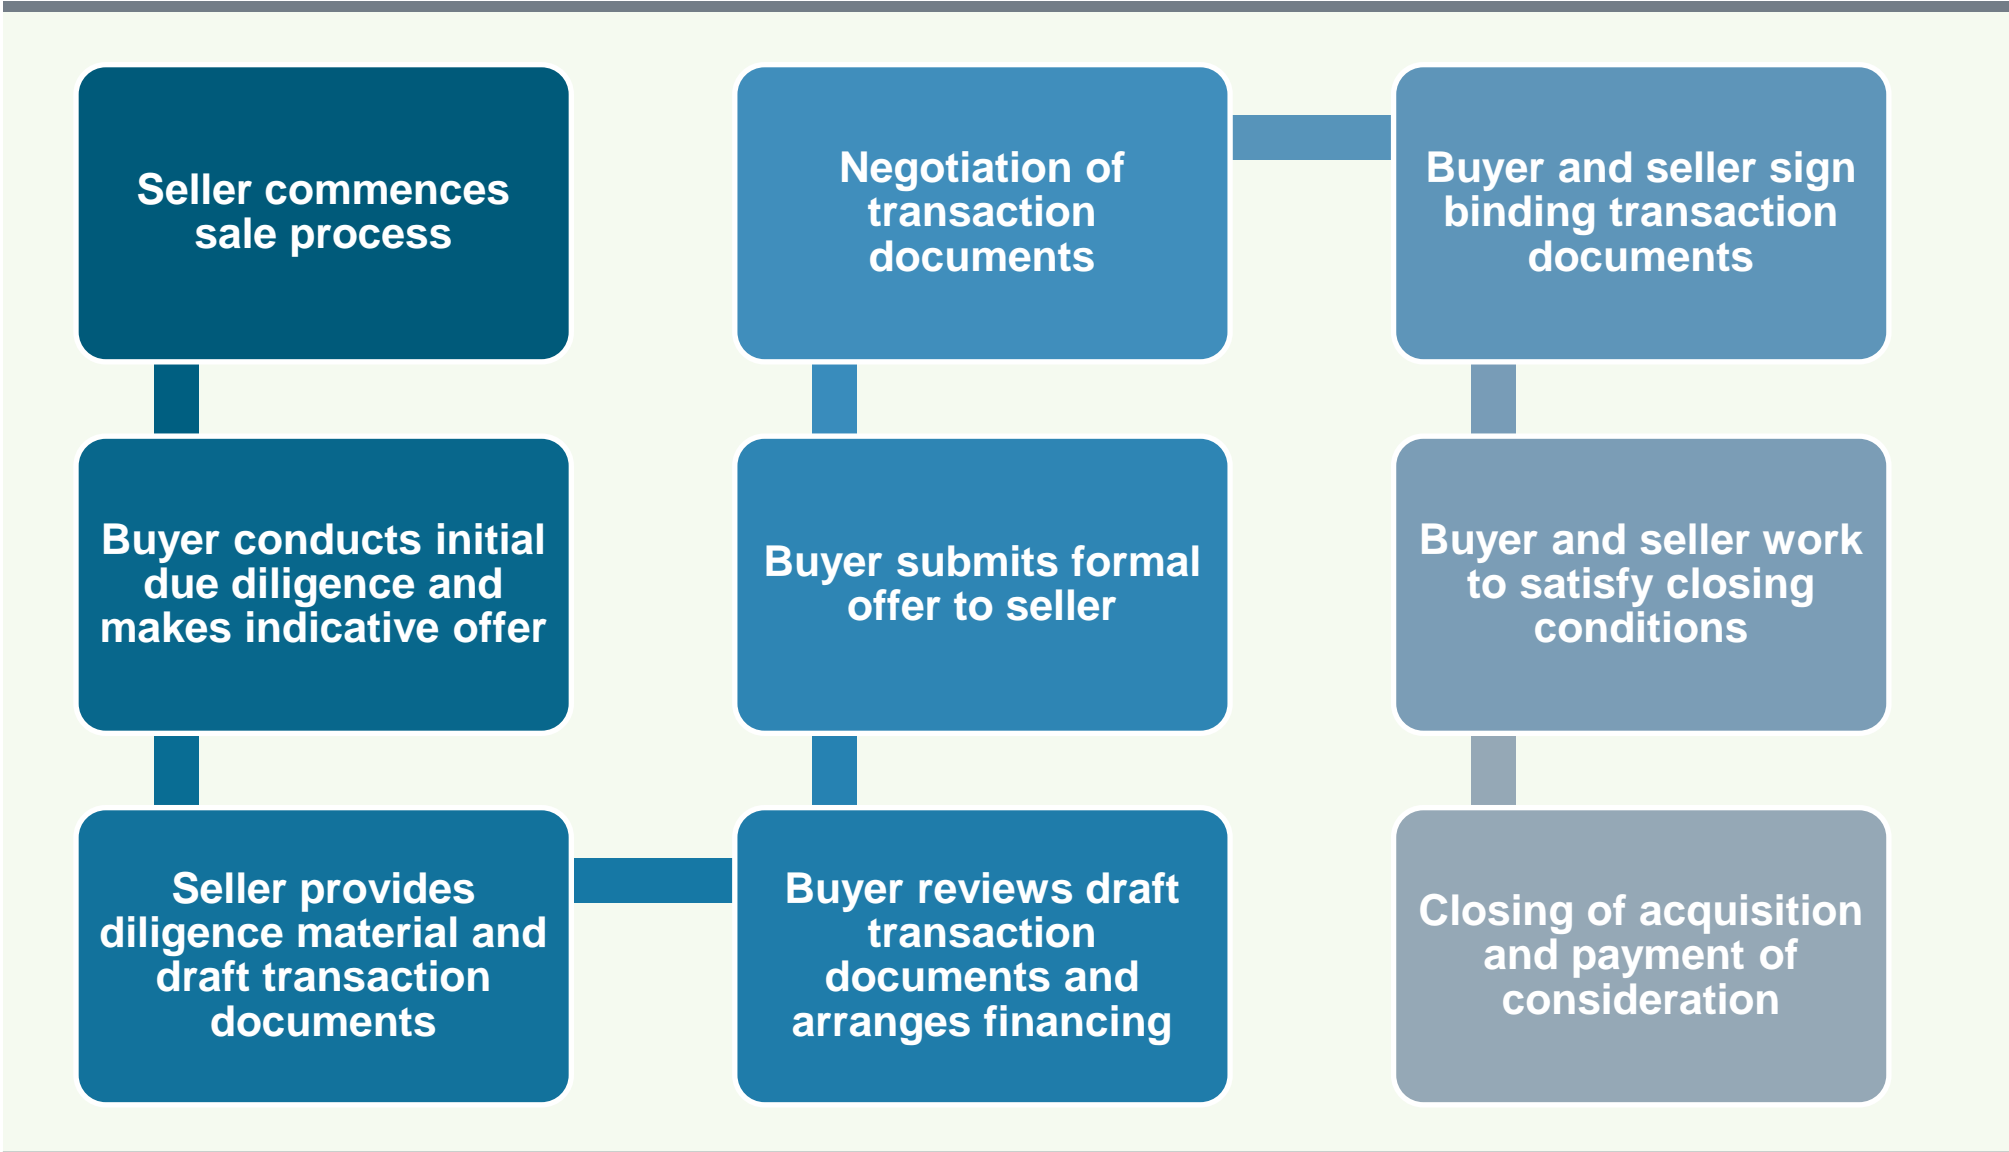 Seller commences
sale process
Buyer conducts initial
due diligence and
makes indicative offer
Seller provides
diligence material and
draft transaction
documents
Buyer reviews draft
transaction
documents and
arranges financing
Buyer submits formal
offer to seller
Negotiation of
transaction
documents
Buyer and seller sign
binding transaction
documents
Buyer and seller work
to satisfy closing
conditions
Closing of acquisition
and payment of
consideration